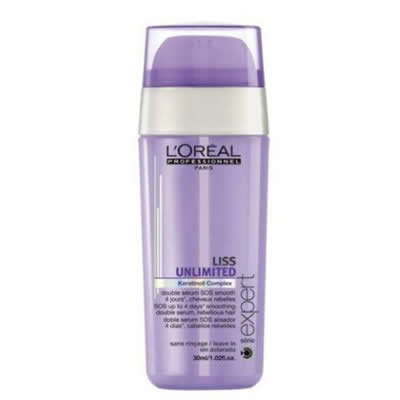 L'ORÉAL
PROFESSIONNEL
PARIS
LISS
UNLIMITED
Keratinoil Complex
double serum SOS smooth
4 jours*, cheveux rebelles
SOS up to 4 days* smoothing
double serum, rebellious hair
doble serum SOS alisador
4 días*, cabellos rebeldes
sans rinçage / leave in
sin aclarado
30ml/1.02fl.oz.
série
expert